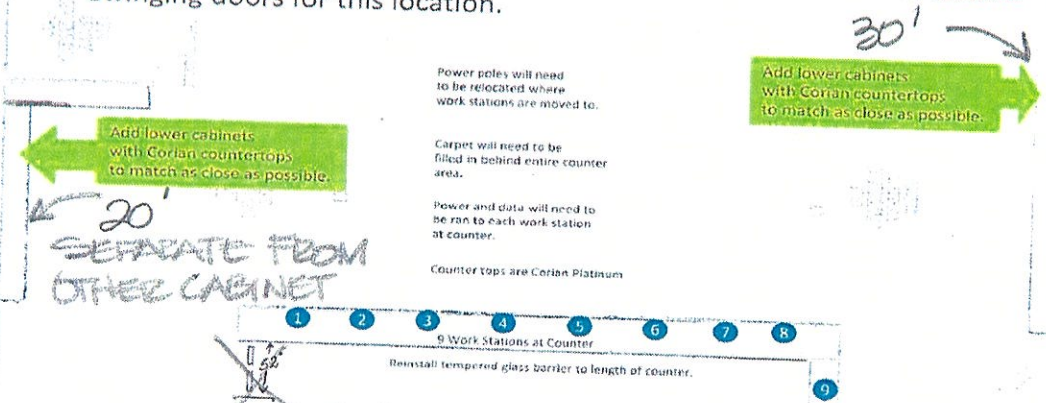 doors for this location.
30'
Power poles will need
to be relocated where
work stations are moved to.
Add lower cabinets
with Corian countertops
to match as close as possible.
Add lower cabinets
with Corian countertops
to match as close as possible.
Carpet will need to be
filled in behind entire counter
area.
20'
SEPARATE FROM
OTHER CABINET
Power and data will need to
be ran to each work station
at counter.
Counter tops are Corian Platinum
1 2 3 4 5 6 7 8
9 Work Stations at Counter
52"
Reinstall tempered glass barrier to length of counter.
9